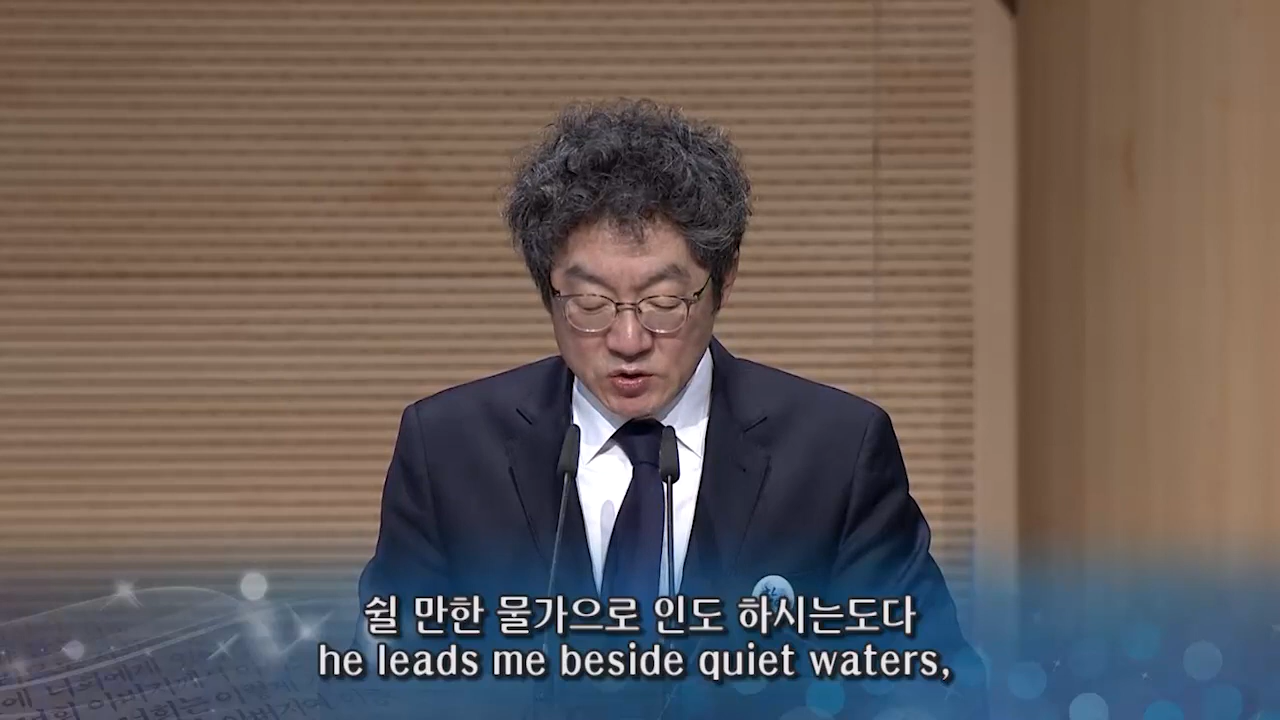 쉴 만한 물가으로 인도 하시는도다
he leads me beside quiet waters,